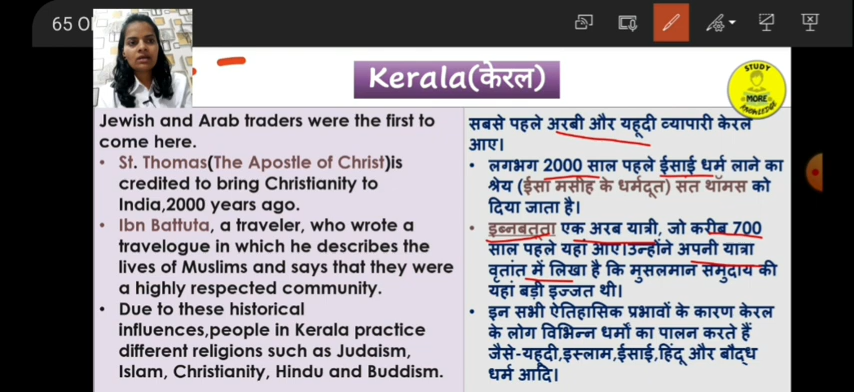 65 O
Kerala(केरल)
STUDY
MORE
KNOWLEDGE
Jewish and Arab traders were the first to
come here.
• St. Thomas(The Apostle of Christ)is
credited to bring Christianity to
India,2000 years ago.
• Ibn Battuta, a traveler, who wrote a
travelogue in which he describes the
lives of Muslims and says that they were
a highly respected community.
• Due to these historical
influences,people in Kerala practice
different religions such as Judaism,
Islam, Christianity, Hindu and Buddism.
सबसे पहले अरबी और यहूदी व्यापारी केरल
आए।
• लगभग 2000 साल पहले ईसाई धर्म लाने का
श्रेय (ईसा मसीह के धर्मदूत) संत थॉमस को
दिया जाता है।
• इब्नबतूता एक अरब यात्री, जो करीब 700
साल पहले यहां आए।उन्होंने अपनी यात्रा
वृतांत में लिखा है कि मुसलमान समुदाय की
यहां बड़ी इज्जत थी।
• इन सभी ऐतिहासिक प्रभावों के कारण केरल
के लोग विभिन्न धर्मों का पालन करते हैं
जैसे-यहूदी,इस्लाम,ईसाई,हिंदू और बौद्ध
धर्म आदि।